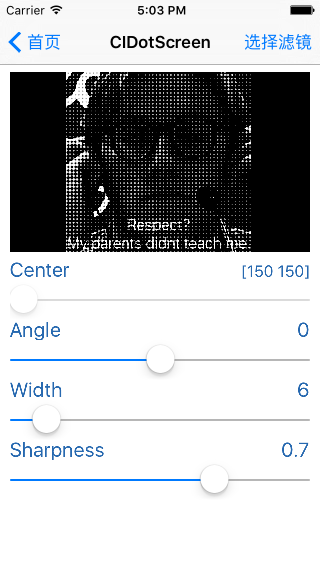 Carrier 5:03 PM
首页 CIDotScreen 选择滤镜
Respect?
My parents didnt teach me
Center [150 150]
Angle 0
Width 6
Sharpness 0.7